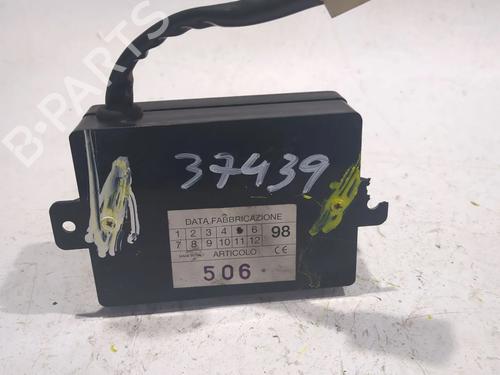 B-PARTS
37439
DATA FABBRICAZIONE
1 2 3 4 6 98
7 8 9 10 11 12
ARTICOLO CE
506